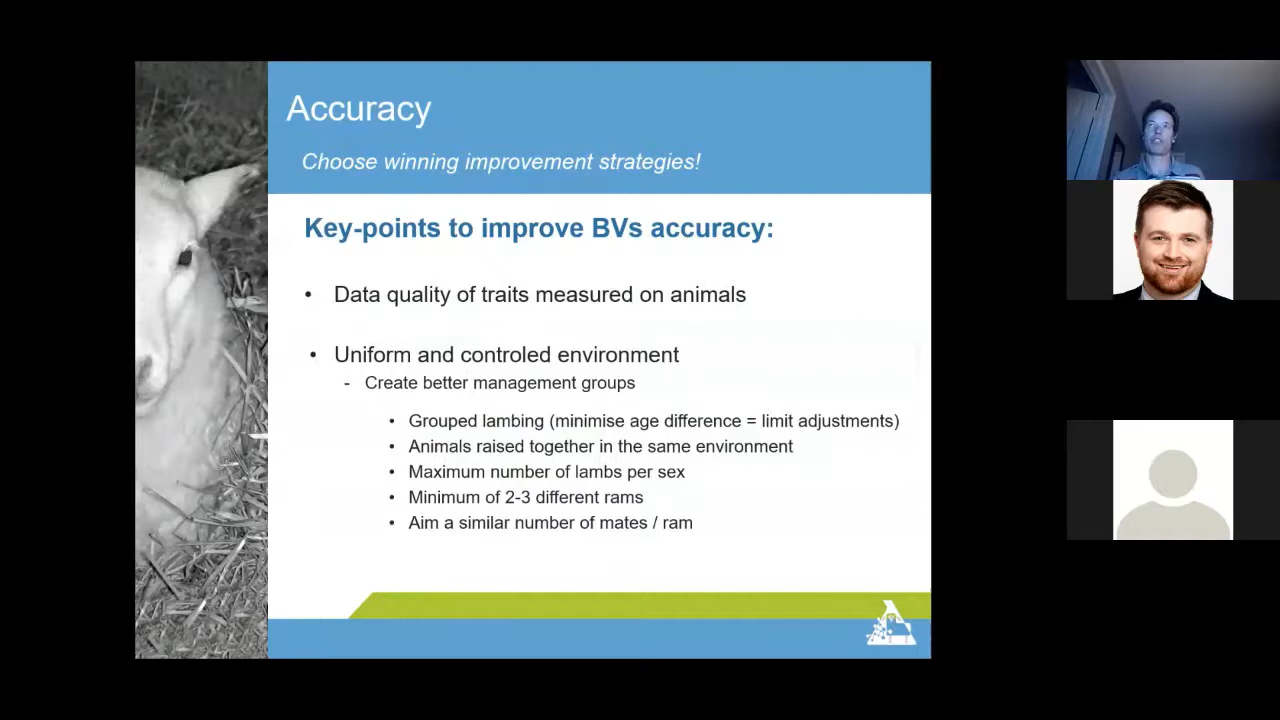 Accuracy
Choose winning improvement strategies!
Key-points to improve BVs accuracy:
• Data quality of traits measured on animals
• Uniform and controled environment
- Create better management groups
• Grouped lambing (minimise age difference = limit adjustments)
• Animals raised together in the same environment
• Maximum number of lambs per sex
• Minimum of 2-3 different rams
• Aim a similar number of mates / ram